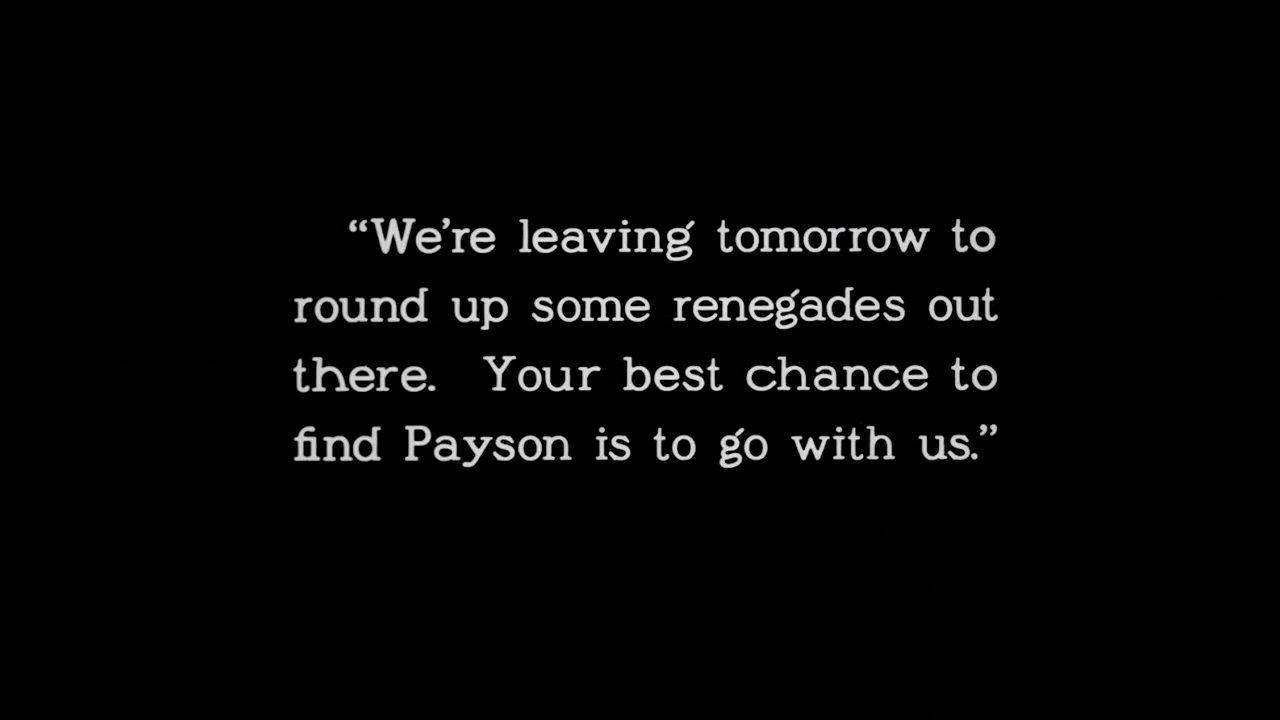 “We’re leaving tomorrow to
round up some renegades out
there. Your best chance to
find Payson is to go with us.”